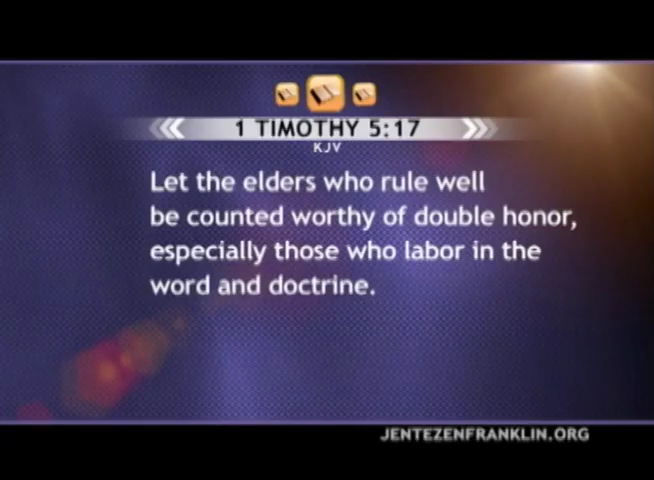 1 TIMOTHY 5:17
KJV
Let the elders who rule well
be counted worthy of double honor,
especially those who labor in the
word and doctrine.
JENTEZENFRANKLIN.ORG